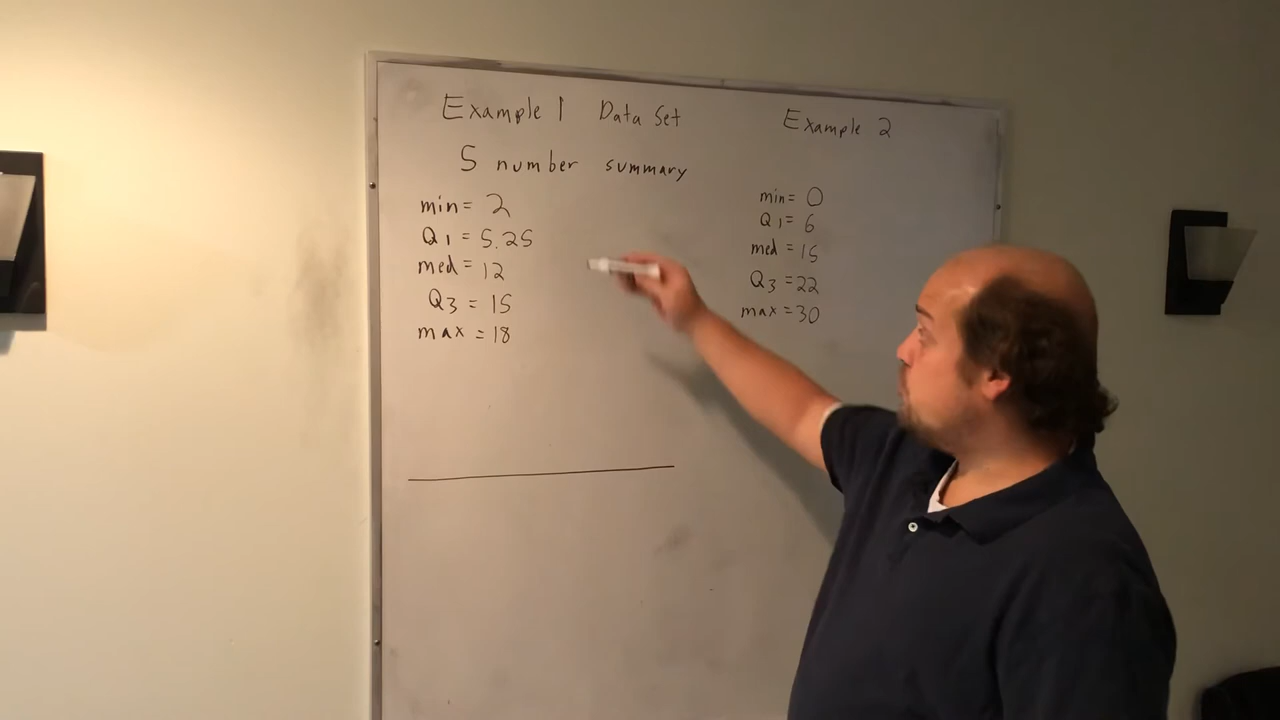 Example 1 Data Set
5 number summary
min = 2
Q1 = 5.25
med = 12
Q3 = 15
max = 18
Example 2
min = 0
Q1 = 6
med = 15
Q3 = 22
max = 30